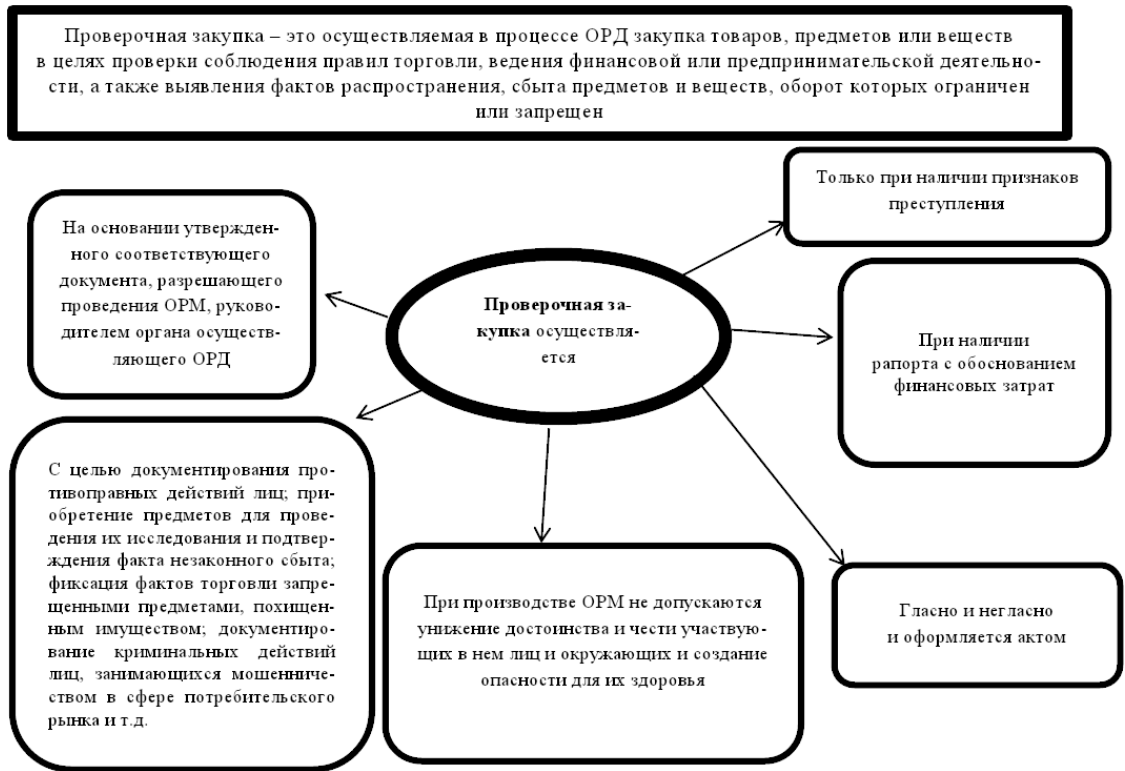 Проверочная закупка – это осуществляемая в процессе ОРД закупка товаров, предметов или веществ
в целях проверки соблюдения правил торговли, ведения финансовой или предпринимательской деятельно-
сти, а также выявления фактов распространения, сбыта предметов и веществ, оборот которых ограничен
или запрещен
Только при наличии признаков
преступления
На основании утвержден-
ного соответствующего
документа, разрешающего
проведения ОРМ, руково-
дителем органа осуществ-
ляющего ОРД
Проверочная за-
купка осуществля-
ется
При наличии
рапорта с обоснованием
финансовых затрат
С целью документирования про-
тивоправных действий лиц; при-
обретение предметов для прове-
дения их исследования и подтвер-
ждения факта незаконного сбыта;
фиксация фактов торговли запре-
щенными предметами, похищен-
ным имуществом; документиро-
вание криминальных действий
лиц, занимающихся мошенниче-
ством в сфере потребительского
рынка и т.д.
При производстве ОРМ не допускаются
унижение достоинства и чести участвую-
щих в нем лиц и окружающих и создание
опасности для их здоровья
Гласно и негласно
и оформляется актом